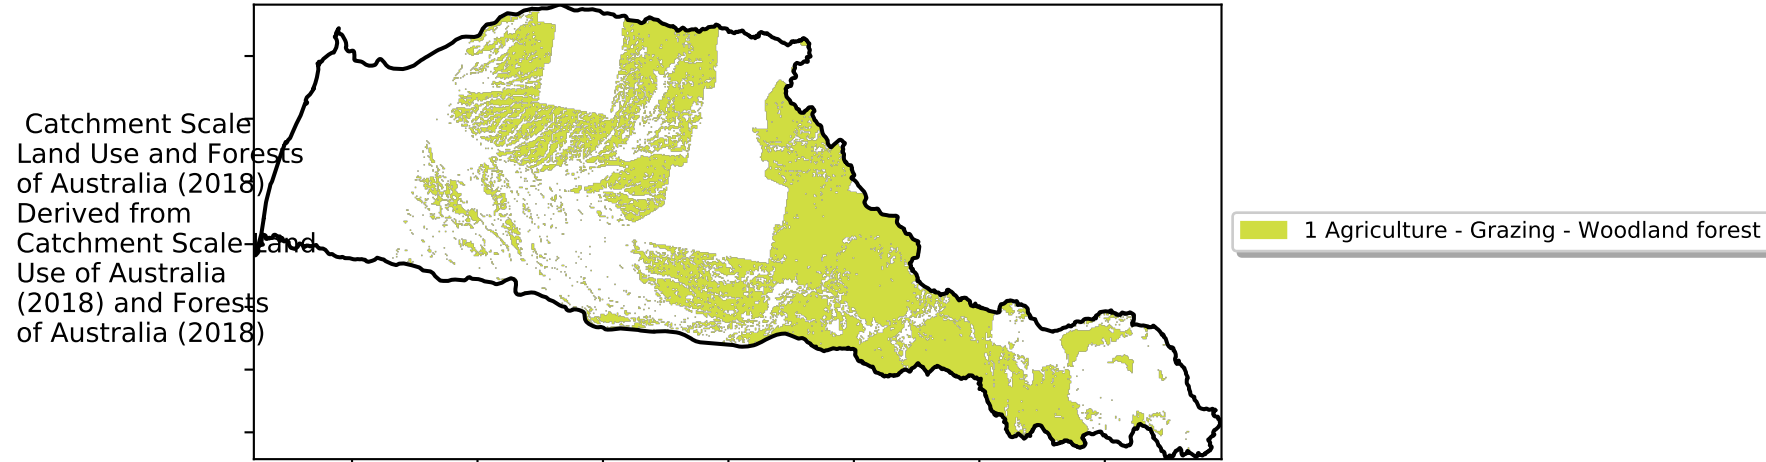 Catchment Scale
Land Use and Forests
of Australia (2018)
Derived from
Catchment Scale Land
Use of Australia
(2018) and Forests
of Australia (2018)
1 Agriculture - Grazing - Woodland forest